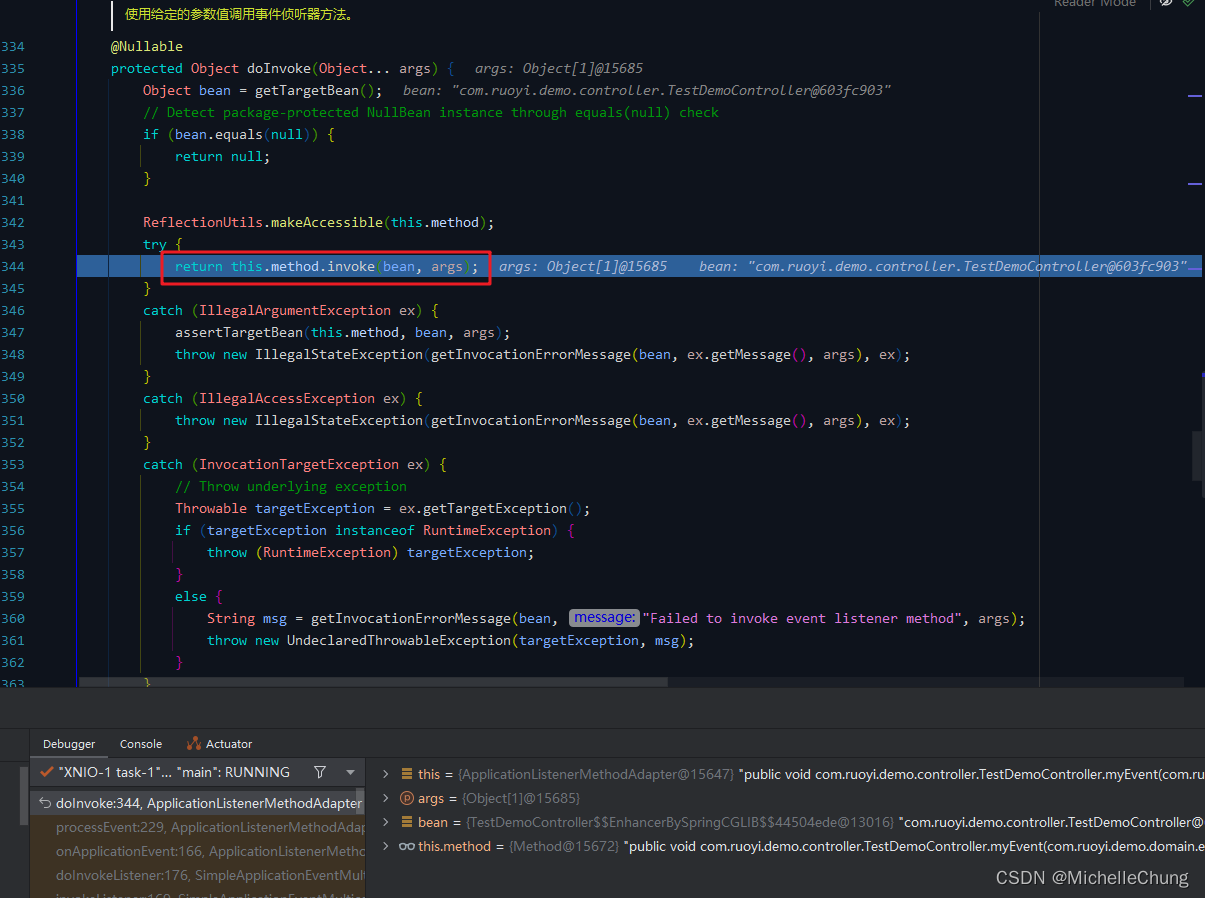 使用给定的参数值调用事件侦听器方法。
Reader Mode
334 @Nullable
335 protected Object doInvoke(Object... args) { args: Object[1]@15685
336 Object bean = getTargetBean(); bean: "com.ruoyi.demo.controller.TestDemoController@603fc903"
337 // Detect package-protected NullBean instance through equals(null) check
338 if (bean.equals(null)) {
339 return null;
340 }
341
342 ReflectionUtils.makeAccessible(this.method);
343 try {
344 return this.method.invoke(bean, args); args: Object[1]@15685 bean: "com.ruoyi.demo.controller.TestDemoController@603fc903"
345 }
346 catch (IllegalArgumentException ex) {
347 assertTargetBean(this.method, bean, args);
348 throw new IllegalStateException(getInvocationErrorMessage(bean, ex.getMessage(), args), ex);
349 }
350 catch (IllegalAccessException ex) {
351 throw new IllegalStateException(getInvocationErrorMessage(bean, ex.getMessage(), args), ex);
352 }
353 catch (InvocationTargetException ex) {
354 // Throw underlying exception
355 Throwable targetException = ex.getTargetException();
356 if (targetException instanceof RuntimeException) {
357 throw (RuntimeException) targetException;
358 }
359 else {
360 String msg = getInvocationErrorMessage(bean, message: "Failed to invoke event listener method", args);
361 throw new UndeclaredThrowableException(targetException, msg);
362 }
363 }
Debugger Console Actuator
"XNIO-1 task-1"... "main": RUNNING
doInvoke:344, ApplicationListenerMethodAdapter
processEvent:229, ApplicationListenerMethodAdap
onApplicationEvent:166, ApplicationListenerMetho
doInvokeListener:176, SimpleApplicationEventMult
invokeListener:169, SimpleApplicationEventMultica
this = {ApplicationListenerMethodAdapter@15647} "public void com.ruoyi.demo.controller.TestDemoController.myEvent(com.ru
args = {Object[1]@15685}
bean = {TestDemoController$$EnhancerBySpringCGLIB$$44504ede@13016} "com.ruoyi.demo.controller.TestDemoController@
this.method = {Method@15672} "public void com.ruoyi.demo.controller.TestDemoController.myEvent(com.ruoyi.demo.domain.e
CSDN @MichelleChung